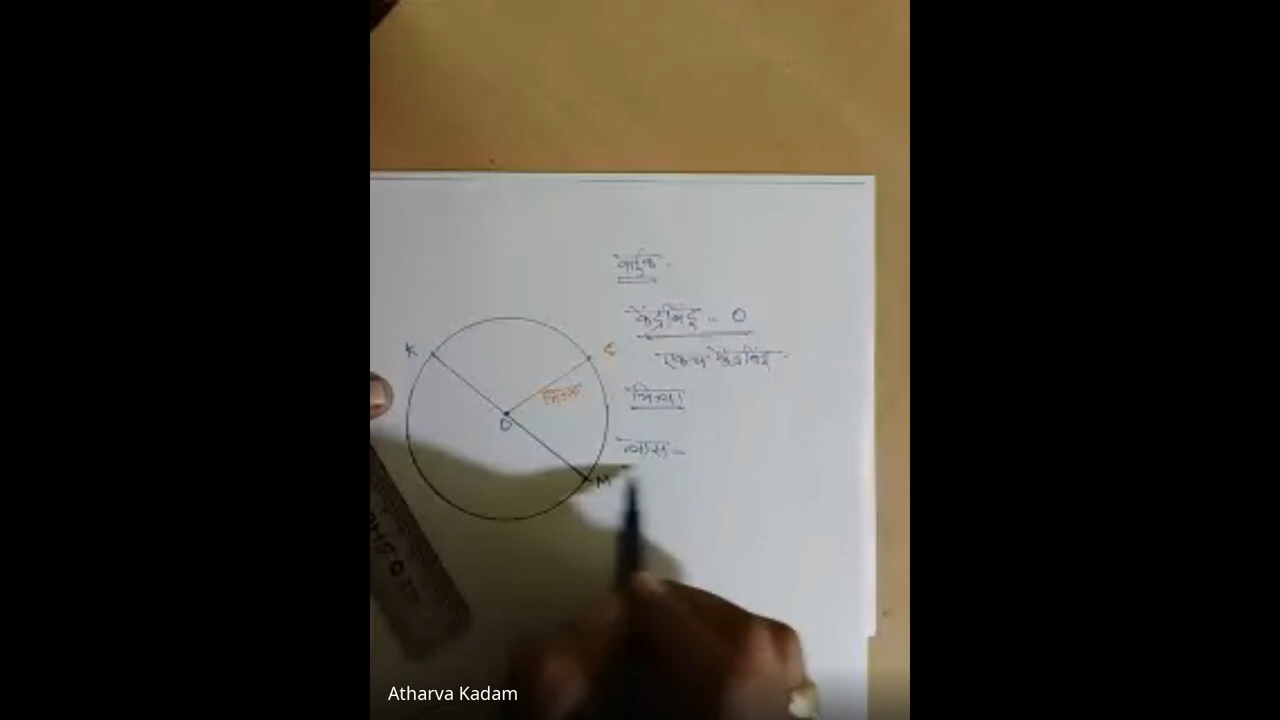 वर्तुळ -
केंद्रबिंदू - O
एकच केंद्रबिंदू -
त्रिज्या
व्यास -
K
C
त्रिज्या
O
M
Atharva Kadam